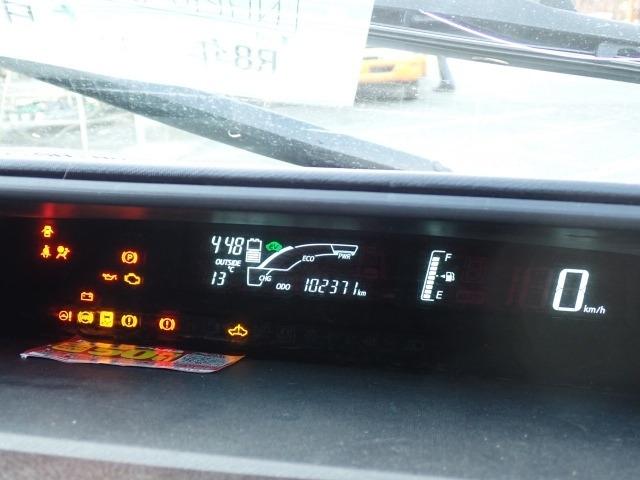 R84
448
OUTSIDE
13°C
ECO
PWR
CHG
ODO 102371 km
F
E
0
km/h